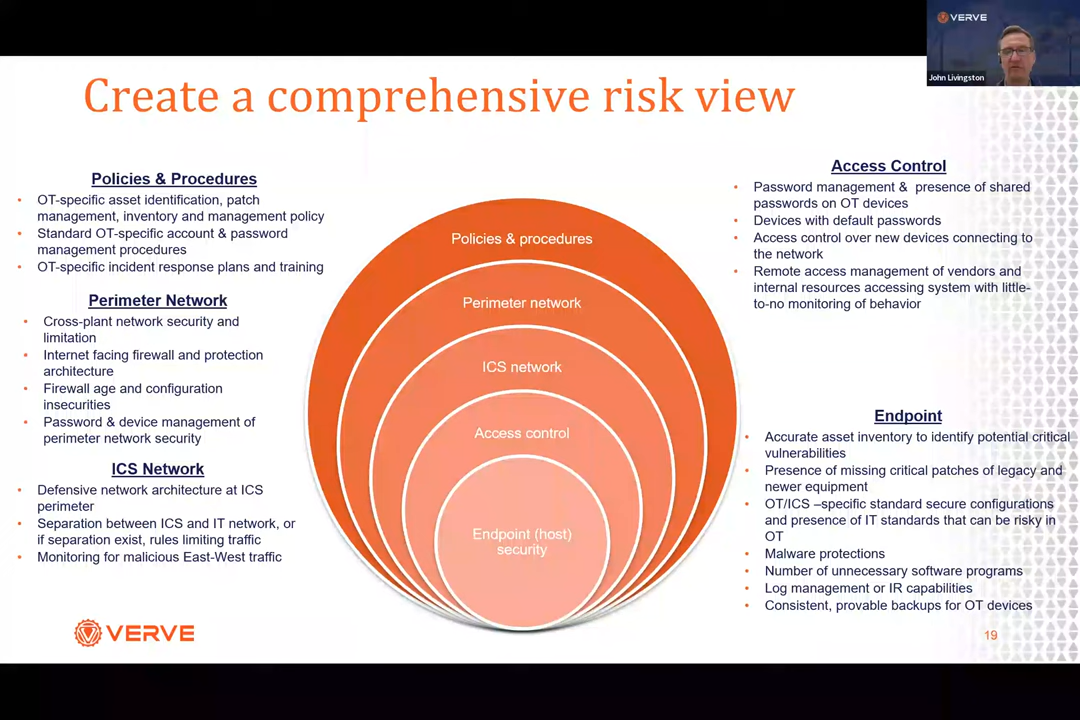 VERVE
John Livingston
Create a comprehensive risk view
Policies & Procedures
• OT-specific asset identification, patch
management, inventory and management policy
• Standard OT-specific account & password
management procedures
• OT-specific incident response plans and training
Perimeter Network
• Cross-plant network security and
limitation
• Internet facing firewall and protection
architecture
• Firewall age and configuration
insecurities
• Password & device management of
perimeter network security
ICS Network
• Defensive network architecture at ICS
perimeter
• Separation between ICS and IT network, or
if separation exist, rules limiting traffic
• Monitoring for malicious East-West traffic
Policies & procedures
Perimeter network
ICS network
Access control
Endpoint (host)
security
Access Control
• Password management & presence of shared
passwords on OT devices
• Devices with default passwords
• Access control over new devices connecting to
the network
• Remote access management of vendors and
internal resources accessing system with little-
to-no monitoring of behavior
Endpoint
• Accurate asset inventory to identify potential critical
vulnerabilities
• Presence of missing critical patches of legacy and
newer equipment
• OT/ICS –specific standard secure configurations
and presence of IT standards that can be risky in
OT
• Malware protections
• Number of unnecessary software programs
• Log management or IR capabilities
• Consistent, provable backups for OT devices
VERVE
19